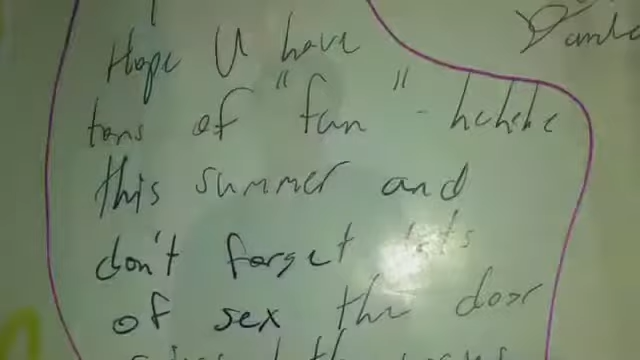 Hope U have
tons of "fun" - hehehe
this summer and
don't forget lots
of sex the door